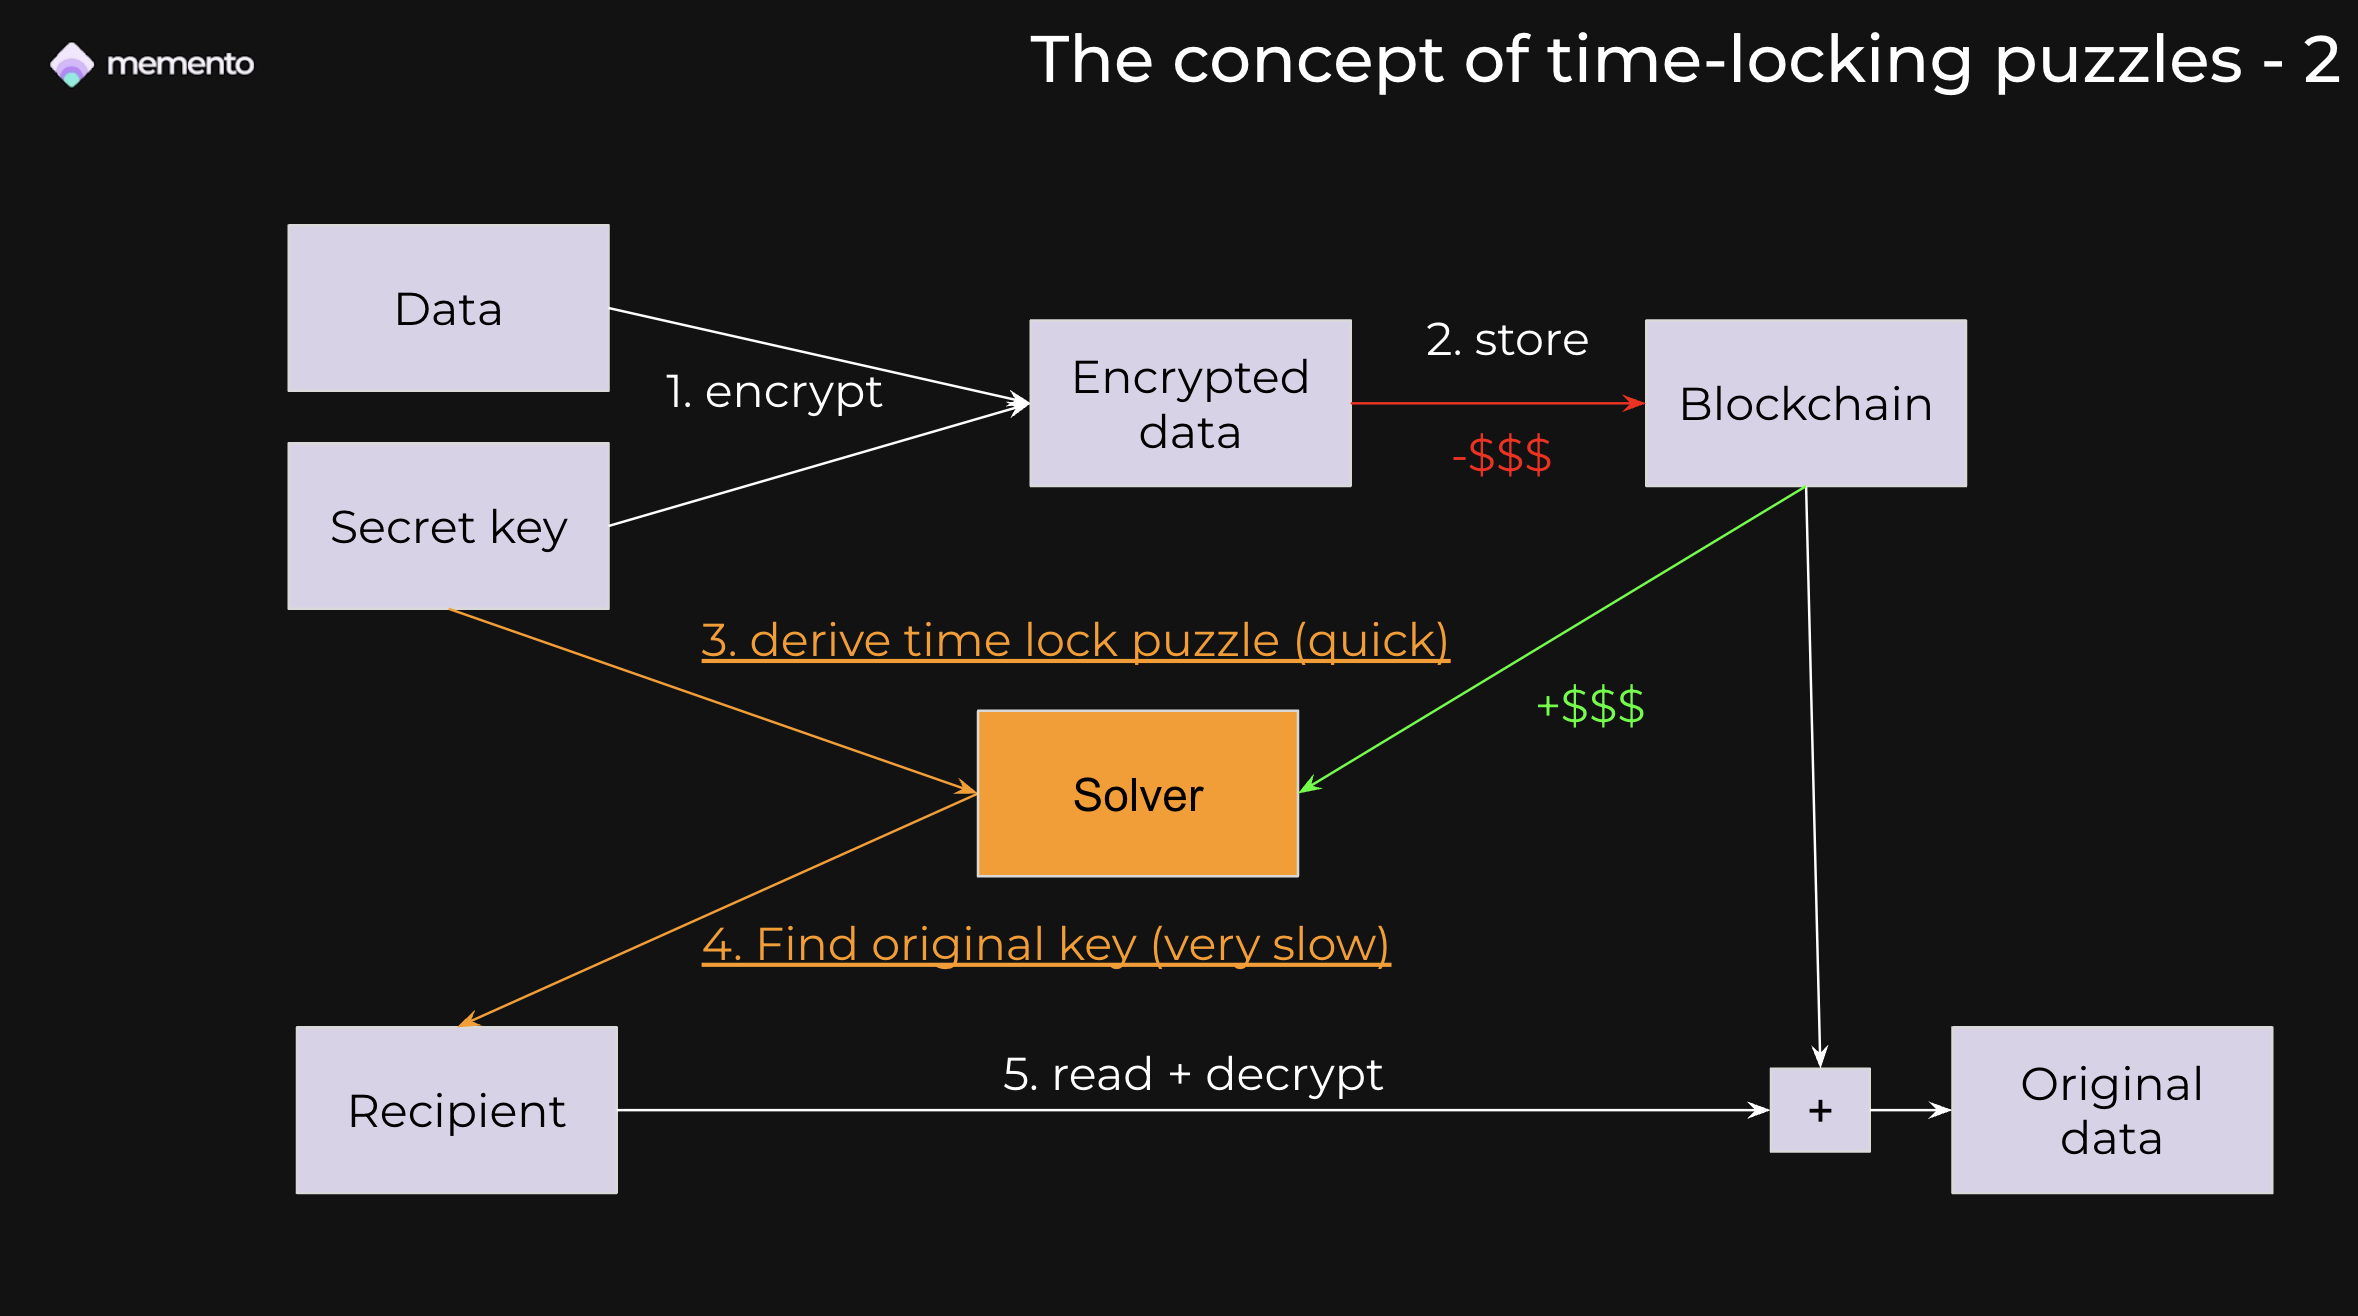 memento
The concept of time-locking puzzles - 2
Data
1. encrypt
Secret key
Encrypted
data
2. store
-$$$
Blockchain
3. derive time lock puzzle (quick)
+$$$
Solver
4. Find original key (very slow)
Recipient
5. read + decrypt
+
Original
data